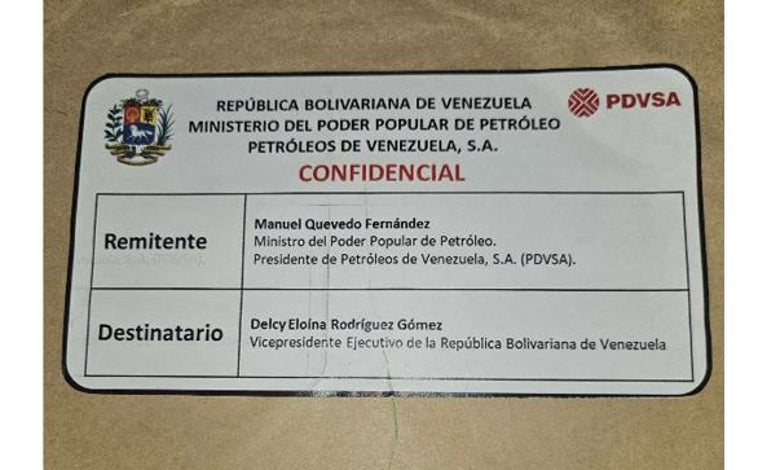 REPÚBLICA BOLIVARIANA DE VENEZUELA
MINISTERIO DEL PODER POPULAR DE PETRÓLEO
PETRÓLEOS DE VENEZUELA, S.A.
CONFIDENCIAL
PDVSA
Remitente
Manuel Quevedo Fernández
Ministro del Poder Popular de Petróleo.
Presidente de Petróleos de Venezuela, S.A. (PDVSA).
Destinatario
Delcy Eloína Rodríguez Gómez
Vicepresidente Ejecutivo de la República Bolivariana de Venezuela